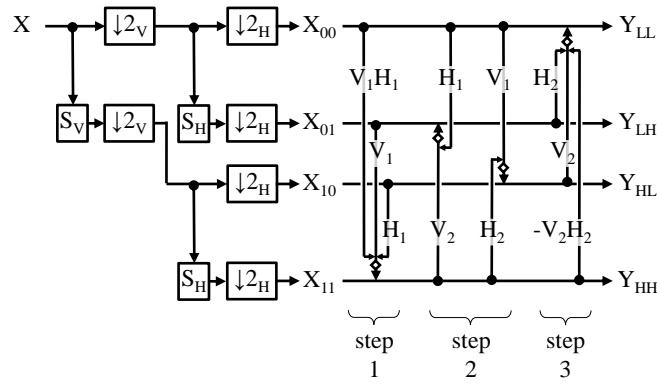 X ↓2V ↓2H X00 YLL
V1H1 H1 V1 H2
SV ↓2V SH ↓2H X01 YLH
V1 V2
↓2H X10 YHL
H1 V2 H2 -V2H2
SH ↓2H X11 YHH
step step step
1 2 3